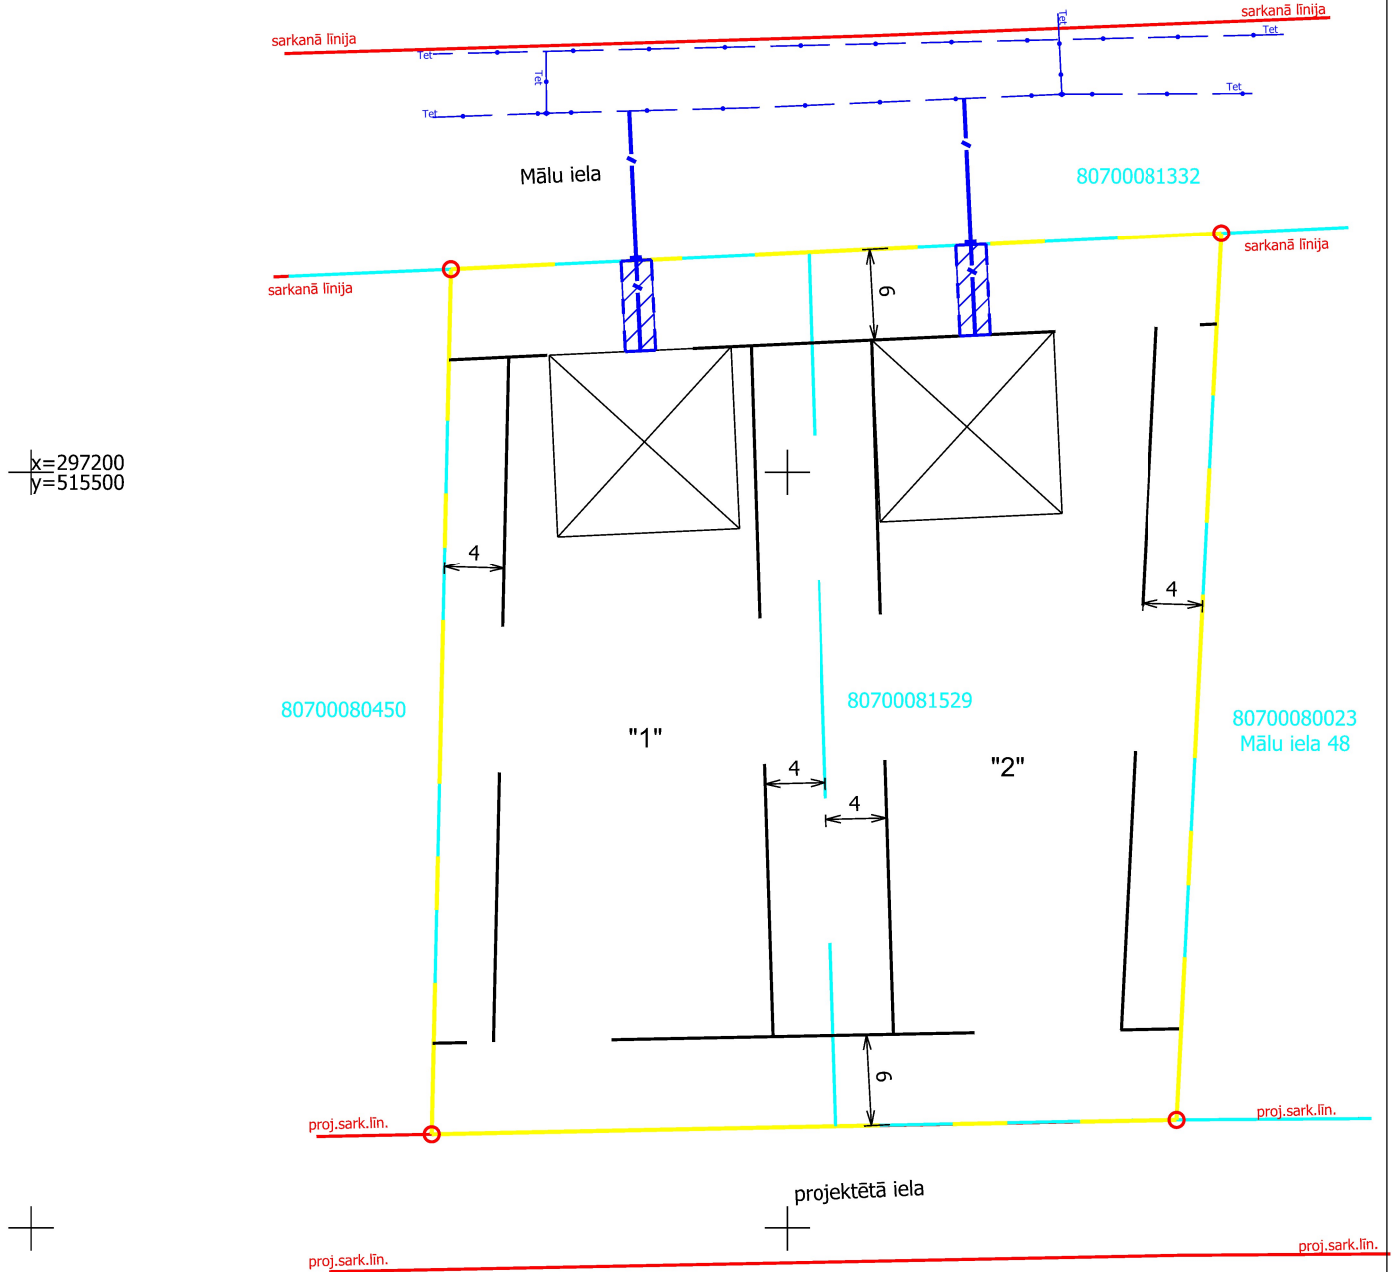 sarkanā līnija
sarkanā līnija
Tet
Tet
Tet
Tet
Tet
Tet
Mālu iela
80700081332
sarkanā līnija
sarkanā līnija
6
x=297200
y=515500
4
4
80700080450
80700081529
80700080023
Mālu iela 48
"1"
"2"
4
4
6
proj.sark.līn.
proj.sark.līn.
projektētā iela
proj.sark.līn.
proj.sark.līn.